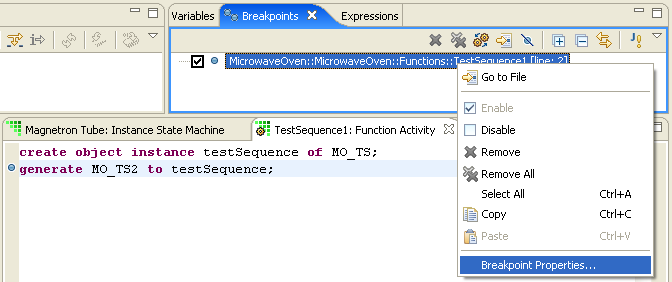 Variables Breakpoints Expressions
MicrowaveOven::MicrowaveOven::Functions::TestSequence1 [line: 2]
Go to File
Enable
Disable
Remove
Remove All
Select All Ctrl+A
Copy Ctrl+C
Paste Ctrl+V
Breakpoint Properties...
Magnetron Tube: Instance State Machine TestSequence1: Function Activity
create object instance testSequence of MO_TS;
generate MO_TS2 to testSequence;